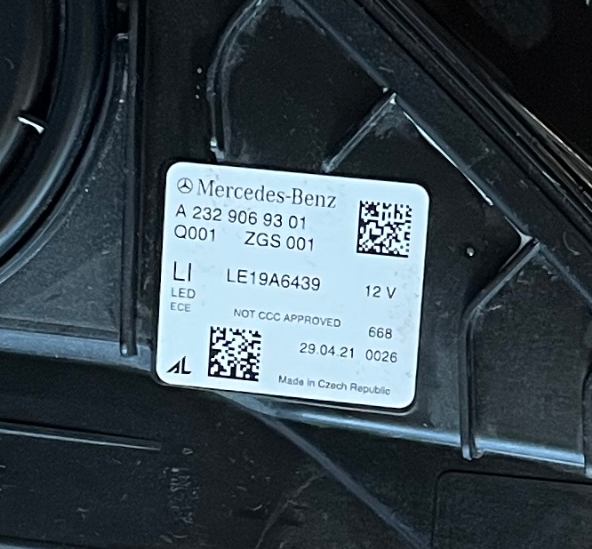 Mercedes-Benz
A 232 906 93 01
Q001 ZGS 001
LI LE19A6439 12 V
LED
ECE
NOT CCC APPROVED 668
29.04.21 0026
AL
Made in Czech Republic